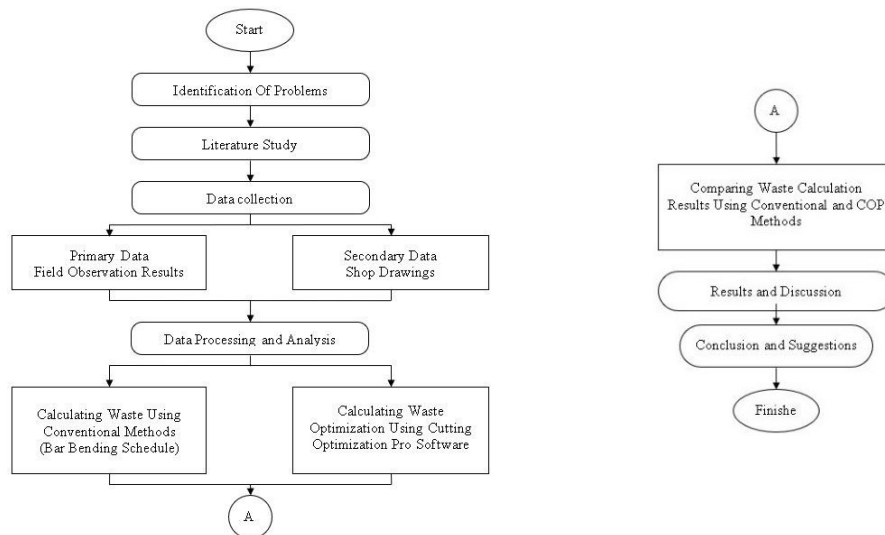 Start
Identification Of Problems
Literature Study
Data collection
Primary Data
Field Observation Results
Secondary Data
Shop Drawings
Data Processing and Analysis
Calculating Waste Using
Conventional Methods
(Bar Bending Schedule)
Calculating Waste
Optimization Using Cutting
Optimization Pro Software
A
A
Comparing Waste Calculation
Results Using Conventional and COP
Methods
Results and Discussion
Conclusion and Suggestions
Finishe